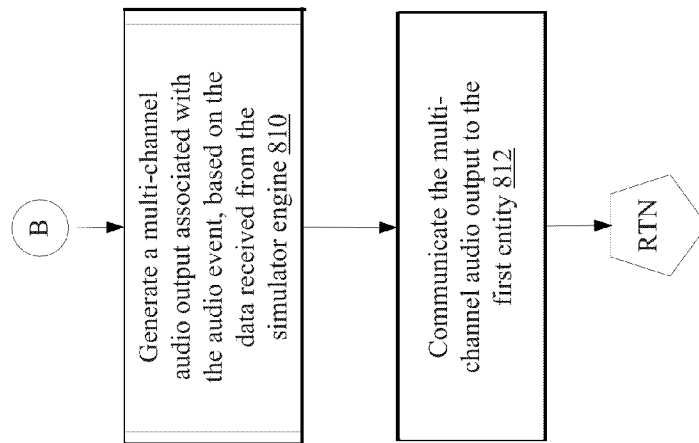 B
Generate a multi-channel
audio output associated with
the audio event, based on the
data received from the
simulator engine 810
Communicate the multi-
channel audio output to the
first entity 812
RTN